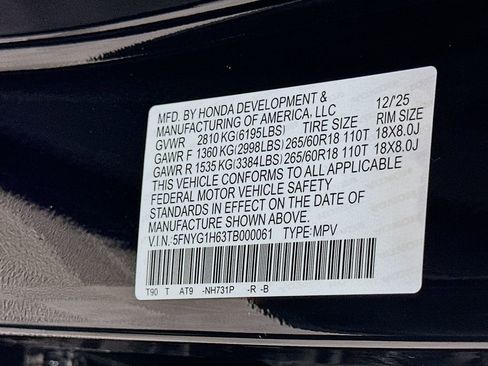 MFD. BY HONDA DEVELOPMENT &
MANUFACTURING OF AMERICA, LLC 12/'25
GVWR 2810 KG(6195LBS) TIRE SIZE RIM SIZE
GAWR F 1360 KG(2998LBS) 265/60R18 110T 18X8.0J
GAWR R 1535 KG(3384LBS) 265/60R18 110T 18X8.0J
THIS VEHICLE CONFORMS TO ALL APPLICABLE
FEDERAL MOTOR VEHICLE SAFETY
STANDARDS IN EFFECT ON THE DATE OF
MANUFACTURE SHOWN ABOVE.
V.I.N.:5FNYG1H63TB000061 TYPE:MPV
T90 T AT9 -NH731P -R -B